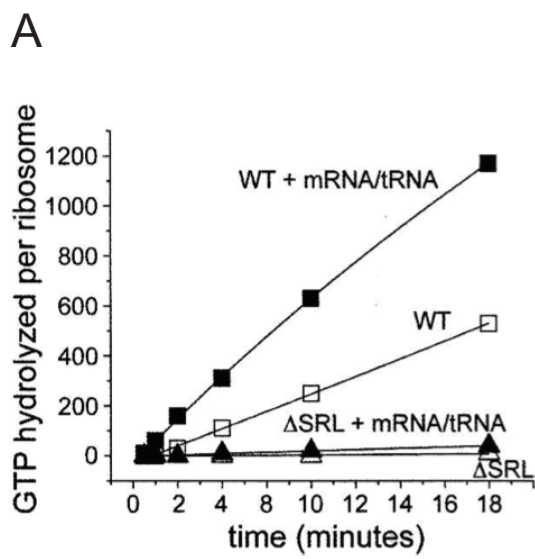 A
GTP hydrolyzed per ribosome
1200
1000
800
600
400
200
0
WT + mRNA/tRNA
WT
ΔSRL + mRNA/tRNA
ΔSRL
0 2 4 6 8 10 12 14 16 18
time (minutes)